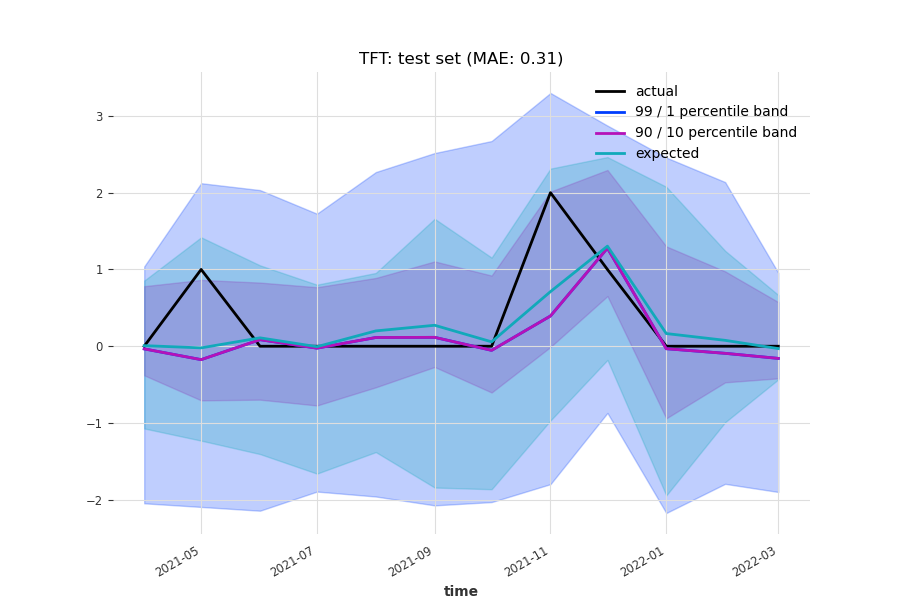 TFT: test set (MAE: 0.31)
actual
99 / 1 percentile band
90 / 10 percentile band
expected
3
2
1
0
−1
−2
2021-05
2021-07
2021-09
2021-11
2022-01
2022-03
time